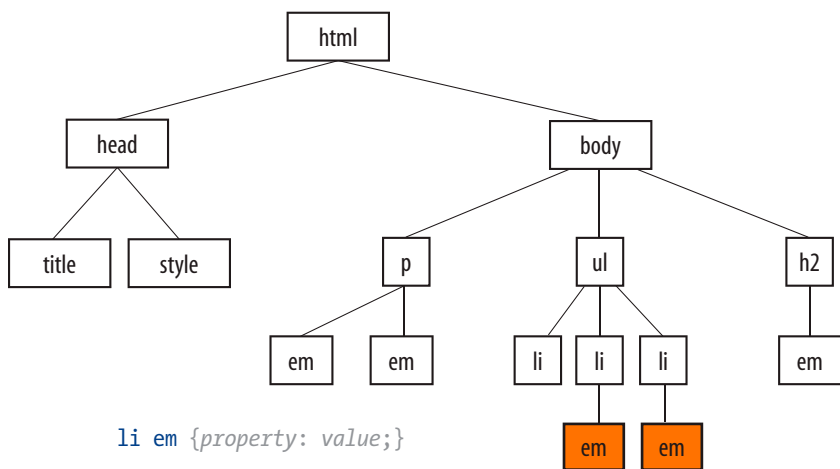 html
head
body
title
style
p
ul
h2
em
em
li
li
li
em
li em {property: value;}
em
em